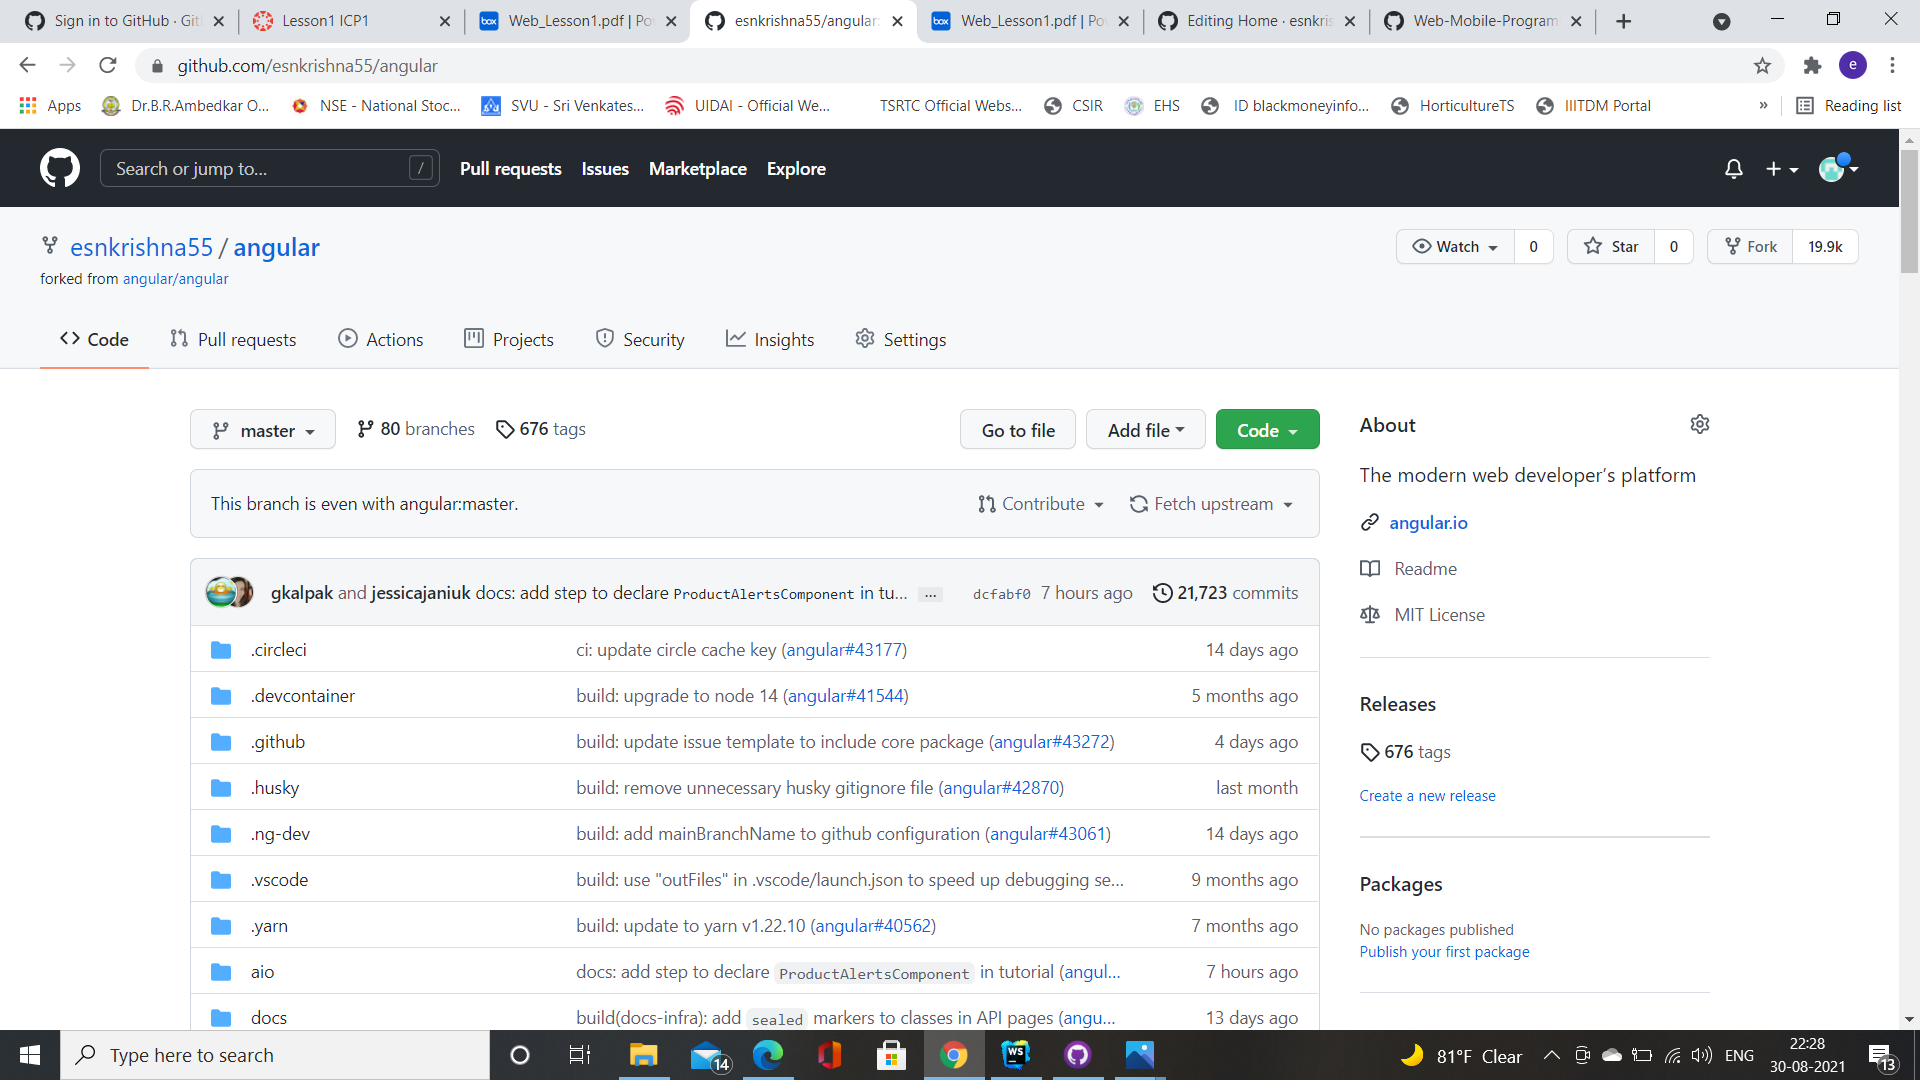 Sign in to GitHub · Git
Lesson1 ICP1
Web_Lesson1.pdf | Po
esnkrishna55/angular:
Web_Lesson1.pdf | Po
Editing Home · esnkris
Web-Mobile-Program
github.com/esnkrishna55/angular
e
Apps
Dr.B.R.Ambedkar O...
NSE - National Stoc...
SVU - Sri Venkates...
UIDAI - Official We...
TSRTC Official Webs...
CSIR
EHS
ID blackmoneyinfo...
HorticultureTS
IIITDM Portal
»
Reading list
Search or jump to...
/
Pull requests
Issues
Marketplace
Explore
esnkrishna55 / angular
forked from angular/angular
Watch
0
Star
0
Fork
19.9k
Code
Pull requests
Actions
Projects
Security
Insights
Settings
master
80 branches
676 tags
Go to file
Add file
Code
This branch is even with angular:master.
Contribute
Fetch upstream
gkalpak and jessicajaniuk docs: add step to declare ProductAlertsComponent in tu...
...
dcfabf0 7 hours ago
21,723 commits
.circleci
ci: update circle cache key (angular#43177)
14 days ago
.devcontainer
build: upgrade to node 14 (angular#41544)
5 months ago
.github
build: update issue template to include core package (angular#43272)
4 days ago
.husky
build: remove unnecessary husky gitignore file (angular#42870)
last month
.ng-dev
build: add mainBranchName to github configuration (angular#43061)
14 days ago
.vscode
build: use "outFiles" in .vscode/launch.json to speed up debugging se...
9 months ago
.yarn
build: update to yarn v1.22.10 (angular#40562)
7 months ago
aio
docs: add step to declare ProductAlertsComponent in tutorial (angul...
7 hours ago
docs
build(docs-infra): add sealed markers to classes in API pages (angu...
13 days ago
About
The modern web developer's platform
angular.io
Readme
MIT License
Releases
676 tags
Create a new release
Packages
No packages published
Publish your first package
Type here to search
14
WS
81°F Clear
ENG
22:28
30-08-2021
13